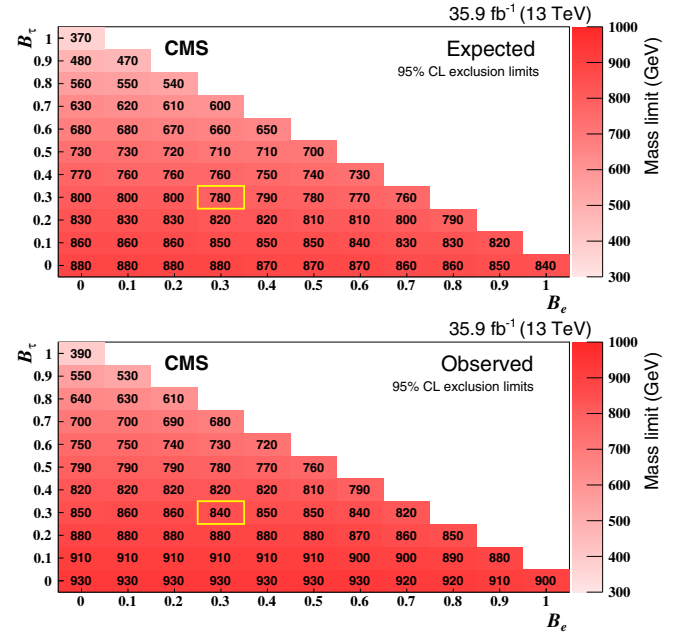 35.9 fb⁻¹ (13 TeV)
CMS
Expected
95% CL exclusion limits
B_τ
1 370
0.9 480 470
0.8 560 550 540
0.7 630 620 610 600
0.6 680 680 670 660 650
0.5 730 730 720 710 710 700
0.4 770 760 760 760 750 740 730
0.3 800 800 800 780 790 780 770 760
0.2 830 830 830 820 820 810 810 800 790
0.1 860 860 860 850 850 850 840 830 830 820
0 880 880 880 880 870 870 870 860 860 850 840
0 0.1 0.2 0.3 0.4 0.5 0.6 0.7 0.8 0.9 1
B_e
1000
900
800
700
600
500
400
300
Mass limit (GeV)
35.9 fb⁻¹ (13 TeV)
CMS
Observed
95% CL exclusion limits
B_τ
1 390
0.9 550 530
0.8 640 630 610
0.7 700 700 690 680
0.6 750 750 740 730 720
0.5 790 790 790 780 770 760
0.4 820 820 820 820 820 810 790
0.3 850 860 860 840 850 850 840 820
0.2 880 880 880 880 880 880 870 860 850
0.1 910 910 910 910 910 910 900 900 890 880
0 930 930 930 930 930 930 930 920 920 910 900
0 0.1 0.2 0.3 0.4 0.5 0.6 0.7 0.8 0.9 1
B_e
1000
900
800
700
600
500
400
300
Mass limit (GeV)